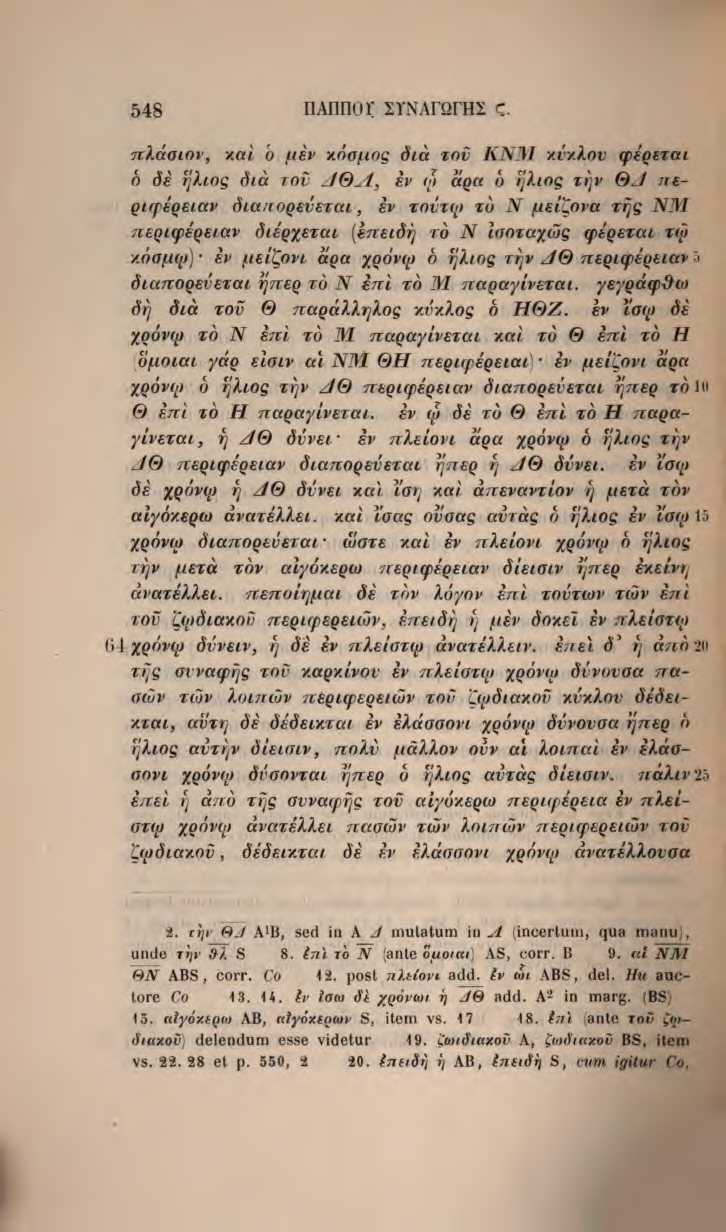 548 ΠΑΠΠΟΥ ΣΥΝΑΓΩΓΗΣ ϛ.
πλάσιον, καὶ ὁ μὲν κόσμος διὰ τοῦ ΚΝΜ κύκλου φέρεται
ὁ δὲ ἥλιος διὰ τοῦ ΔΘΛ, ἐν ᾧ ἄρα ὁ ἥλιος τὴν ΘΔ πε-
ριφέρειαν διαπορεύεται, ἐν τούτῳ τὸ Ν μείζονα τῆς ΝΜ
περιφέρειαν διέρχεται (ἐπειδὴ τὸ Ν ἰσοταχῶς φέρεται τῷ
κόσμῳ)· ἐν μείζονι ἄρα χρόνῳ ὁ ἥλιος τὴν ΔΘ περιφέρειαν 5
διαπορεύεται ἤπερ τὸ Ν ἐπὶ τὸ Μ παραγίνεται. γεγράφθω
δὴ διὰ τοῦ Θ παράλληλος κύκλος ὁ ΗΘΖ. ἐν ἴσῳ δὲ
χρόνῳ τὸ Ν ἐπὶ τὸ Μ παραγίνεται καὶ τὸ Θ ἐπὶ τὸ Η
(ὅμοιαι γάρ εἰσιν αἱ ΝΜ ΘΗ περιφέρειαι)· ἐν μείζονι ἄρα
χρόνῳ ὁ ἥλιος τὴν ΔΘ περιφέρειαν διαπορεύεται ἤπερ τὸ 10
Θ ἐπὶ τὸ Η παραγίνεται. ἐν ᾧ δὲ τὸ Θ ἐπὶ τὸ Η παρα-
γίνεται, ἡ ΔΘ δύνει· ἐν πλείονι ἄρα χρόνῳ ὁ ἥλιος τὴν
ΔΘ περιφέρειαν διαπορεύεται ἤπερ ἡ ΔΘ δύνει. ἐν ἴσῳ
δὲ χρόνῳ ἡ ΔΘ δύνει καὶ ἴση καὶ ἀπεναντίον ἡ μετὰ τὸν
αἰγόκερω ἀνατέλλει. καὶ ἴσας οὔσας αὐτὰς ὁ ἥλιος ἐν ἴσῳ 15
χρόνῳ διαπορεύεται· ὥστε καὶ ἐν πλείονι χρόνῳ ὁ ἥλιος
τὴν μετὰ τὸν αἰγόκερω περιφέρειαν δίεισιν ἤπερ ἐκείνη
ἀνατέλλει. πεποίημαι δὲ τὸν λόγον ἐπὶ τούτων τῶν ἐπὶ
τοῦ ζῳδιακοῦ περιφερειῶν, ἐπειδὴ ἡ μὲν δοκεῖ ἐν πλείστῳ
64 χρόνῳ δύνειν, ἡ δὲ ἐν πλείστῳ ἀνατέλλειν. ἐπεὶ δ᾽ ἡ ἀπὸ 20
τῆς συναφῆς τοῦ καρκίνου ἐν πλείστῳ χρόνῳ δύνουσα πα-
σῶν τῶν λοιπῶν περιφερειῶν τοῦ ζῳδιακοῦ κύκλου δέδει-
κται, αὕτη δὲ δέδεικται ἐν ἐλάσσονι χρόνῳ δύνουσα ἤπερ ὁ
ἥλιος αὐτὴν δίεισιν, πολὺ μᾶλλον οὖν αἱ λοιπαὶ ἐν ἐλάσ-
σονι χρόνῳ δύσονται ἤπερ ὁ ἥλιος αὐτὰς δίεισιν. πάλιν 25
ἐπεὶ ἡ ἀπὸ τῆς συναφῆς τοῦ αἰγόκερω περιφέρεια ἐν πλεί-
στῳ χρόνῳ ἀνατέλλει πασῶν τῶν λοιπῶν περιφερειῶν τοῦ
ζῳδιακοῦ, δέδεικται δὲ ἐν ἐλάσσονι χρόνῳ ἀνατέλλουσα
2. τὴν Θ͞Δ A¹B, sed in A Δ mutatum in Λ (incertum, qua manu),
unde τὴν θ͞λ S 8. ἐπὶ τὸ Ν͞ (ante ὅμοιαι) AS, corr. B 9. αἱ Ν͞Μ
Θ͞Ν ABS, corr. Co 12. post πλείονι add. ἐν ὧι ABS, del. Hu auc-
tore Co 13. 14. ἐν ἴσω δὲ χρόνωι ἡ Δ͞Θ add. A² in marg. (BS)
15. αἰγόκερω AB, αἰγόκερων S, item vs. 17 18. ἐπὶ (ante τοῦ ζῳ-
διακοῦ) delendum esse videtur 19. ζωιδιακοῦ A, ζωδιακοῦ BS, item
vs. 22. 28 et p. 550, 2 20. ἐπειδὴ ἡ AB, ἐπειδὴ S, cum igitur Co,